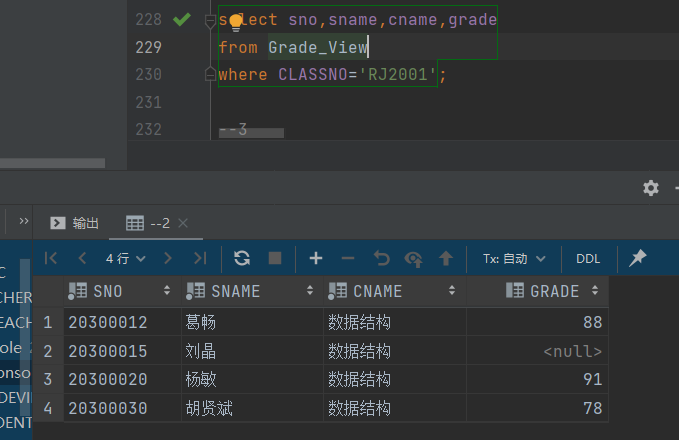 228 select sno,sname,cname,grade
229 from Grade_View
230 where CLASSNO='RJ2001';
231
232 --3
输出 --2
4 行 Tx: 自动 DDL
SNO SNAME CNAME GRADE
1 20300012 葛畅 数据结构 88
2 20300015 刘晶 数据结构 <null>
3 20300020 杨敏 数据结构 91
4 20300030 胡贤斌 数据结构 78
C
CHER
EACH
ole
onso
DEVI
DENT